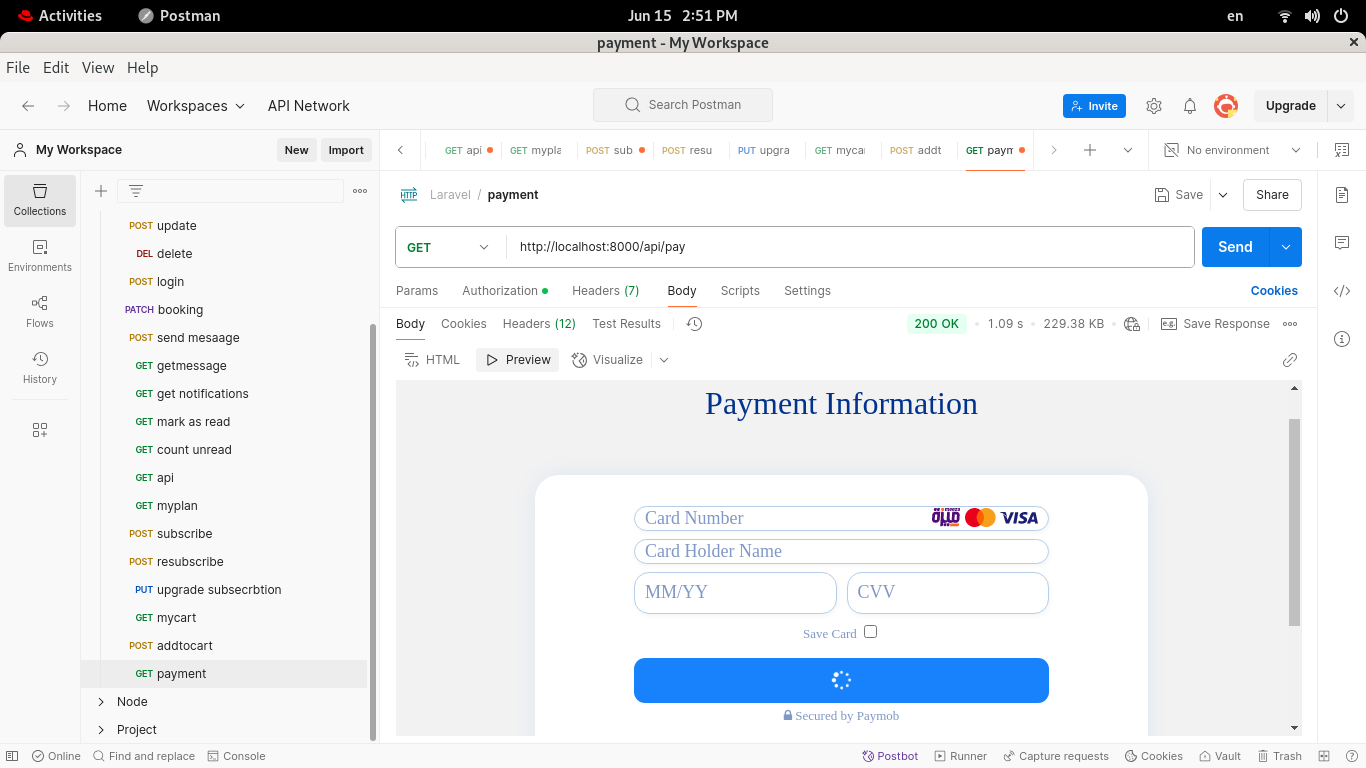 Activities Postman Jun 15 2:51 PM en
payment - My Workspace
File Edit View Help
Home Workspaces API Network Search Postman Invite Upgrade
My Workspace New Import
GET api GET mypla POST sub POST resu PUT upgra GET myca POST addt GET paym No environment
Collections
Environments
Flows
History
POST update
DEL delete
POST login
PATCH booking
POST send mesaage
GET getmessage
GET get notifications
GET mark as read
GET count unread
GET api
GET myplan
POST subscribe
POST resubscribe
PUT upgrade subsecrbtion
GET mycart
POST addtocart
GET payment
Node
Project
HTTP Laravel / payment Save Share
GET http://localhost:8000/api/pay Send
Params Authorization Headers (7) Body Scripts Settings Cookies
Body Cookies Headers (12) Test Results 200 OK 1.09 s 229.38 KB e.g. Save Response
HTML Preview Visualize
Payment Information
Card Number VISA
Card Holder Name
MM/YY CVV
Save Card
Secured by Paymob
Online Find and replace Console Postbot Runner Capture requests Cookies Vault Trash